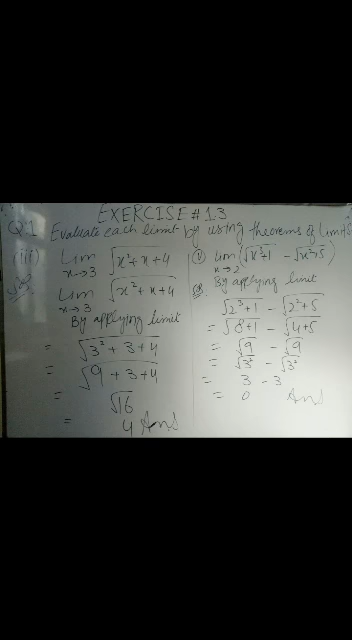 EXERCISE # 1.3
Q1 Evaluate each limit by using theorems of limits
(iii) Lim x→3 √x²+x+4
Sol
Lim x→3 √x²+x+4
By applying limit
= √3²+3+4
= √9+3+4
= √16
= 4 Ans
(v) Lim x→2 (√x³+1 - √x²+5)
By applying limit
√2³+1 - √2²+5
= √8+1 - √4+5
= √9 - √9
= √3² - √3²
= 3 - 3
= 0 Ans